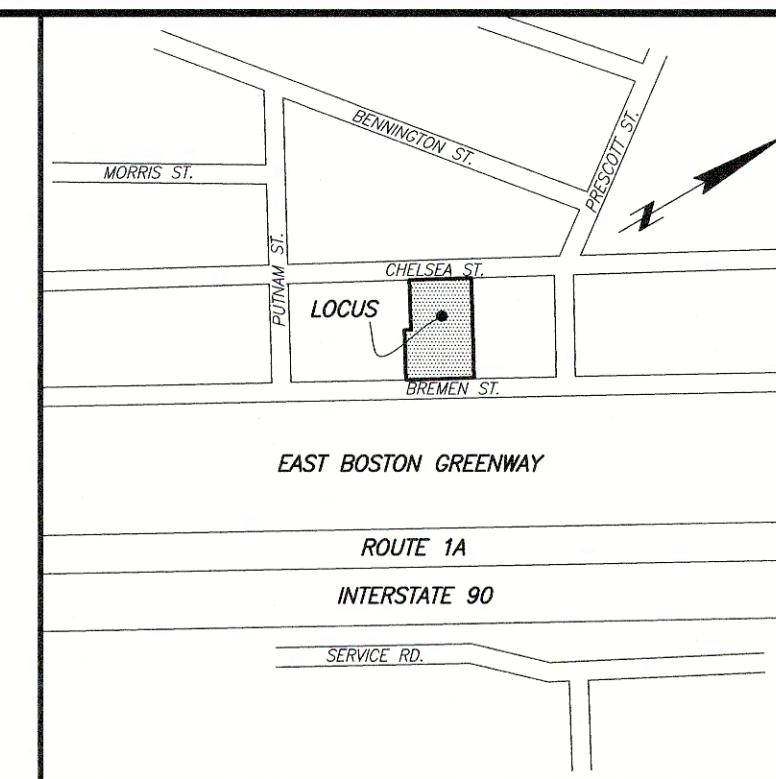 BENNINGTON ST.
PRESCOTT ST.
MORRIS ST.
N
PUTNAM ST.
CHELSEA ST.
LOCUS
BREMEN ST.
EAST BOSTON GREENWAY
ROUTE 1A
INTERSTATE 90
SERVICE RD.